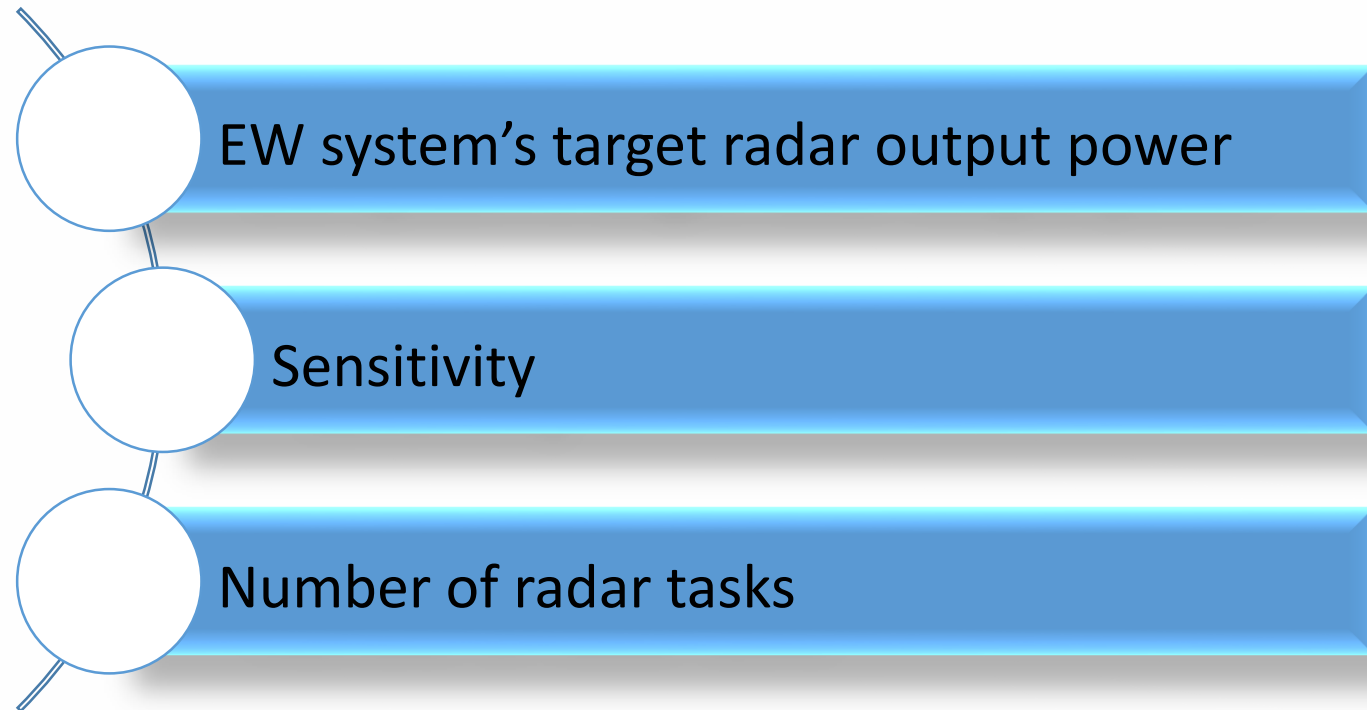 EW system’s target radar output power
Sensitivity
Number of radar tasks